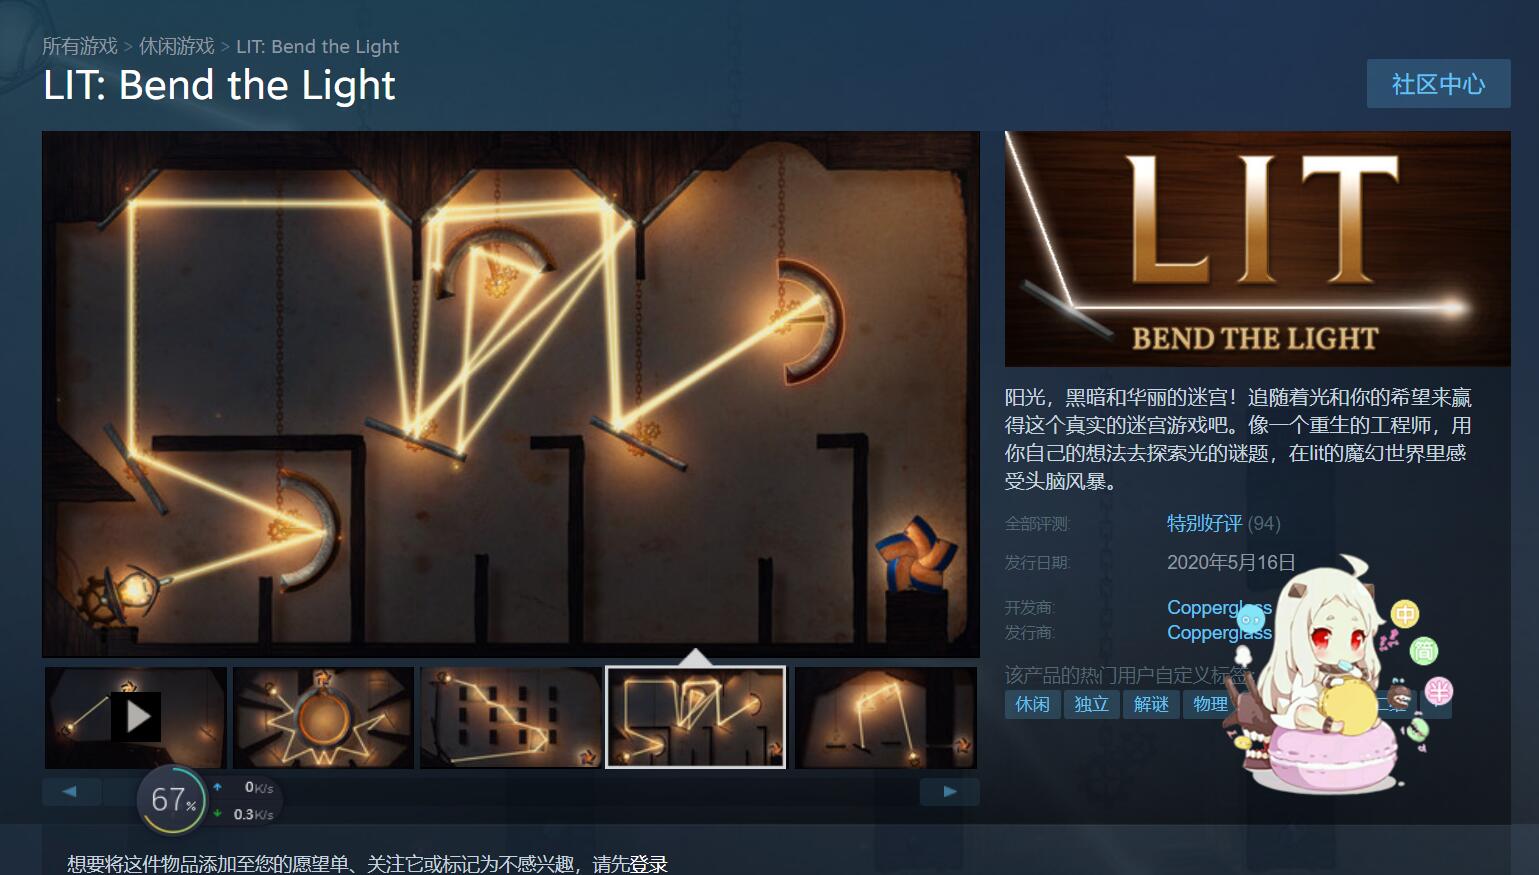 所有游戏 > 休闲游戏 > LIT: Bend the Light
LIT: Bend the Light
社区中心
LIT
BEND THE LIGHT
阳光，黑暗和华丽的迷宫！追随着光和你的希望来赢
得这个真实的迷宫游戏吧。像一个重生的工程师，用
你自己的想法去探索光的谜题，在lit的魔幻世界里感
受头脑风暴。
全部评测: 特别好评 (94)
发行日期: 2020年5月16日
开发商: Copperglass
发行商: Copperglass
该产品的热门用户自定义标签:
休闲 独立 解谜 物理
中
简
半
67% 0K/s
0.3K/s
想要将这件物品添加至您的愿望单、关注它或标记为不感兴趣，请先登录